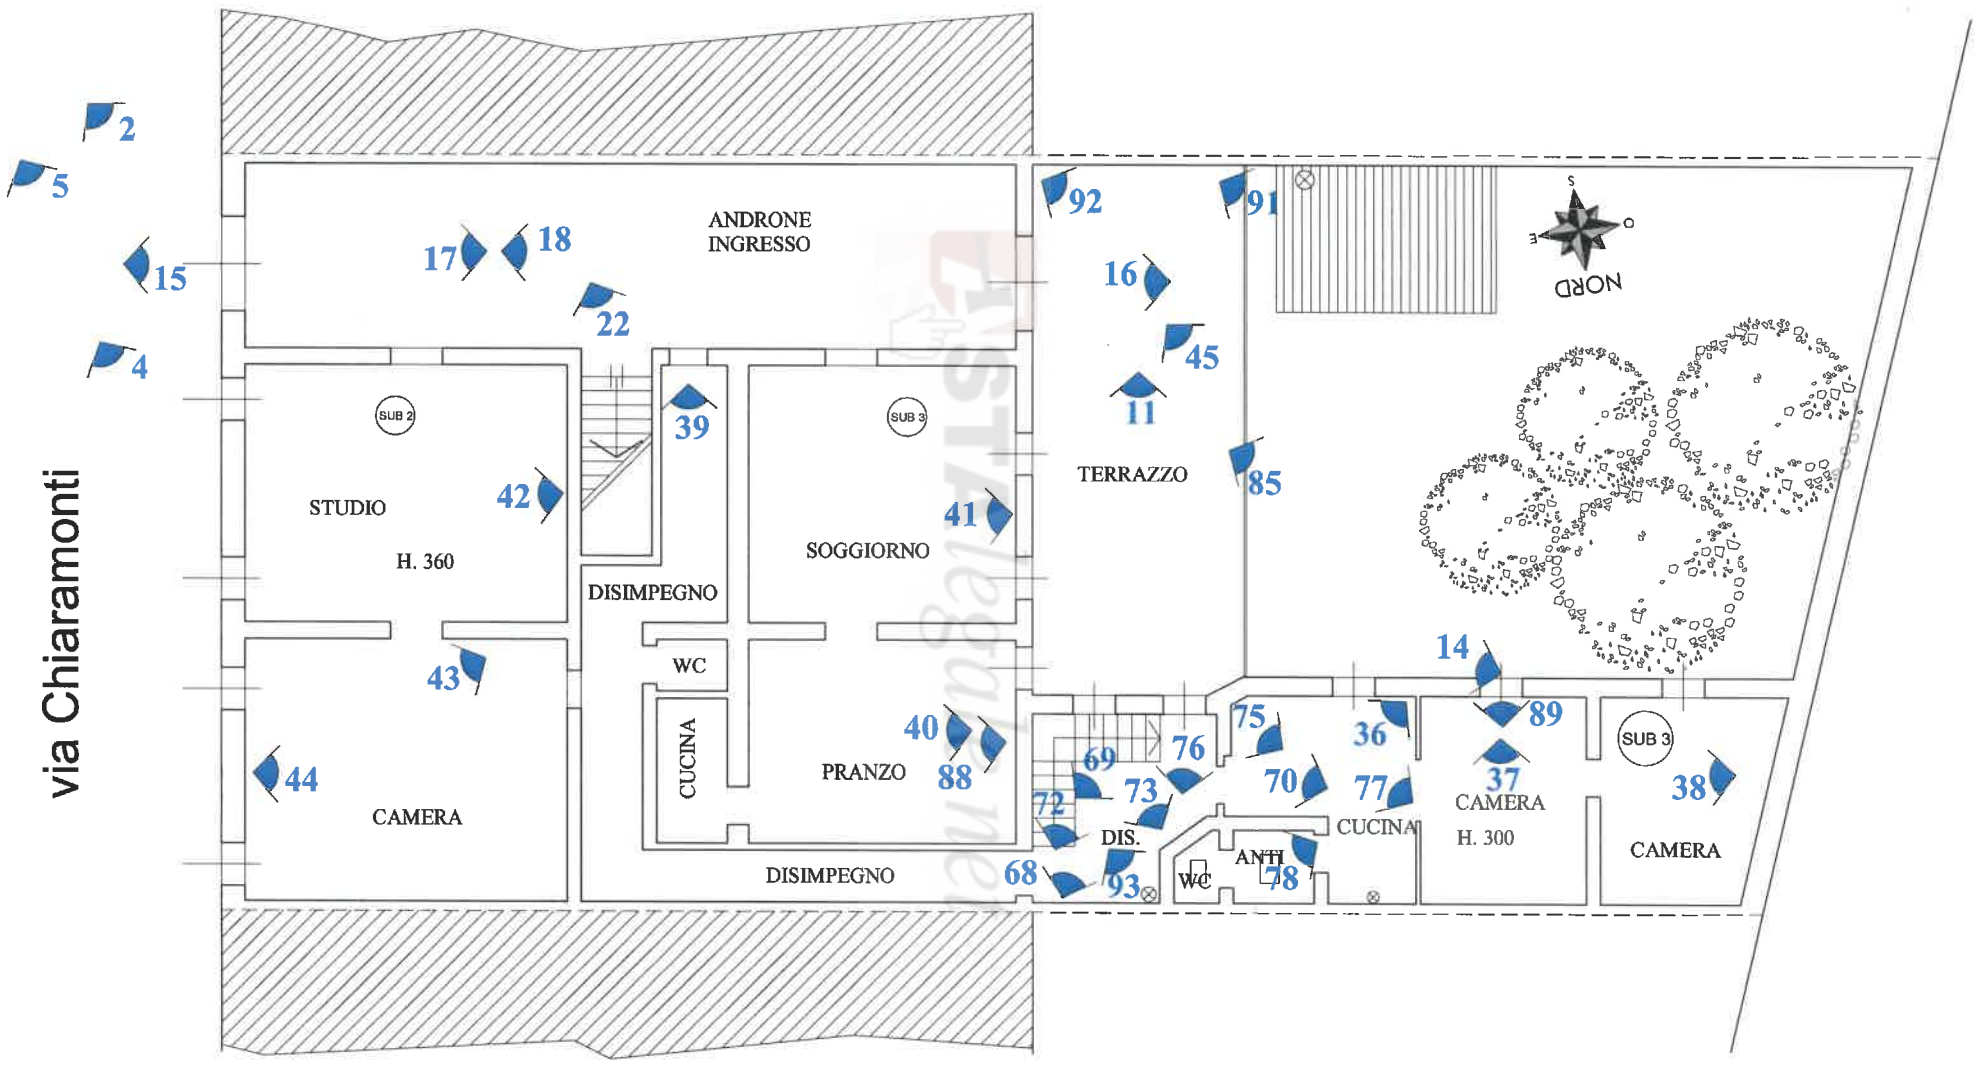 2
5
15
4
via Chiaramonti
17
18
22
ANDRONE
INGRESSO
92
91
16
45
11
S
E
O
NORD
SUB 2
39
SUB 3
STUDIO
42
H. 360
41
SOGGIORNO
TERRAZZO
85
DISIMPEGNO
14
43
WC
CUCINA
40
88
PRANZO
44
CAMERA
DISIMPEGNO
75
36
89
76
69
70
77
37
73
72
38
SUB 3
CAMERA
H. 300
CUCINA
DIS.
CAMERA
68
93
WC
ANTI
78
ASTAllegale.net